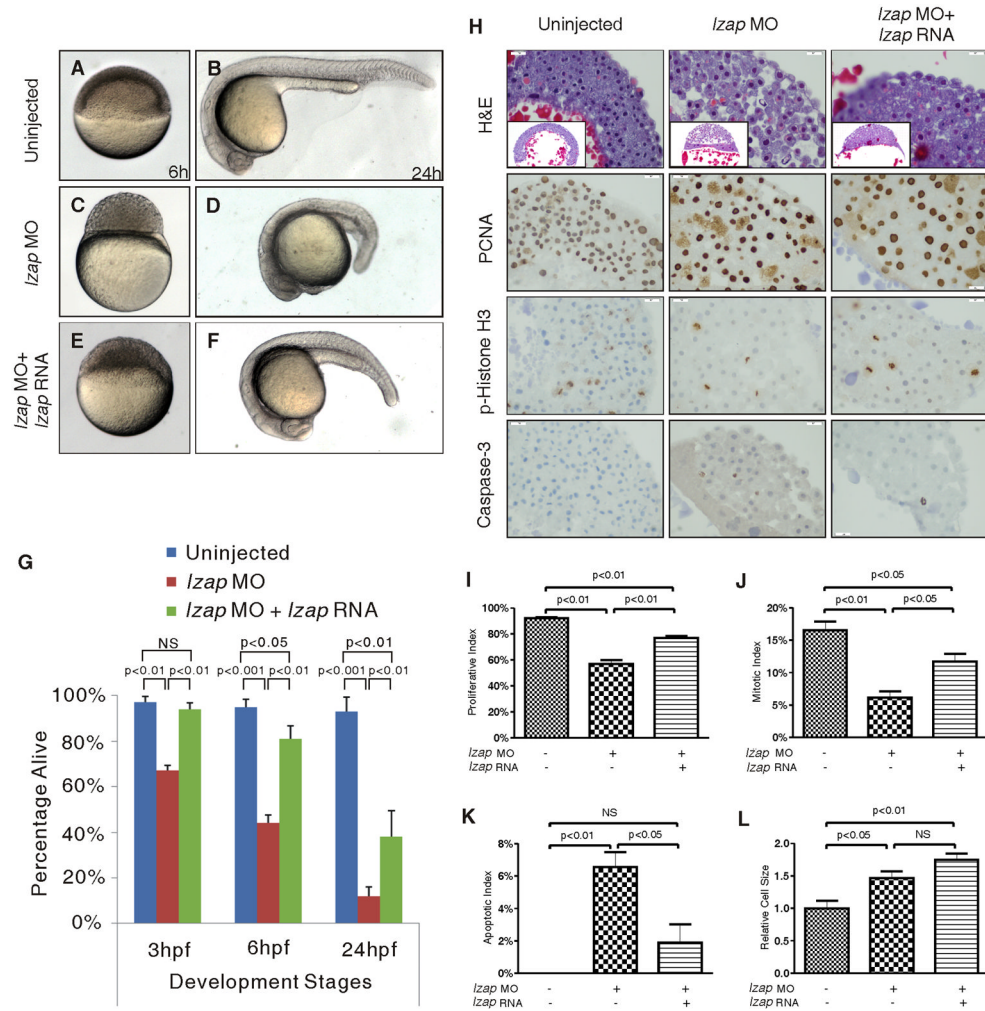 A
B
Uninjected
6h
24h
C
D
lzap MO
E
F
lzap MO+
lzap RNA
H
Uninjected
lzap MO
lzap MO+
lzap RNA
H&E
PCNA
p-Histone H3
Caspase-3
G
Uninjected
lzap MO
lzap MO + lzap RNA
NS
p<0.05
p<0.01
p<0.01 p<0.01
p<0.001 p<0.01
p<0.001 p<0.01
100%
80%
60%
40%
20%
0%
Percentage Alive
3hpf 6hpf 24hpf
Development Stages
I
p<0.01
p<0.01 p<0.01
100%
80%
60%
40%
20%
0%
Proliferative Index
lzap MO - + +
lzap RNA - - +
J
p<0.05
p<0.01 p<0.05
20%
15%
10%
5%
0%
Mitotic Index
lzap MO - + +
lzap RNA - - +
K
NS
p<0.01 p<0.05
8%
6%
4%
2%
0%
Apoptotic Index
lzap MO - + +
lzap RNA - - +
L
p<0.01
p<0.05 NS
2.0
1.5
1.0
0.5
0.0
Relative Cell Size
lzap MO - + +
lzap RNA - - +